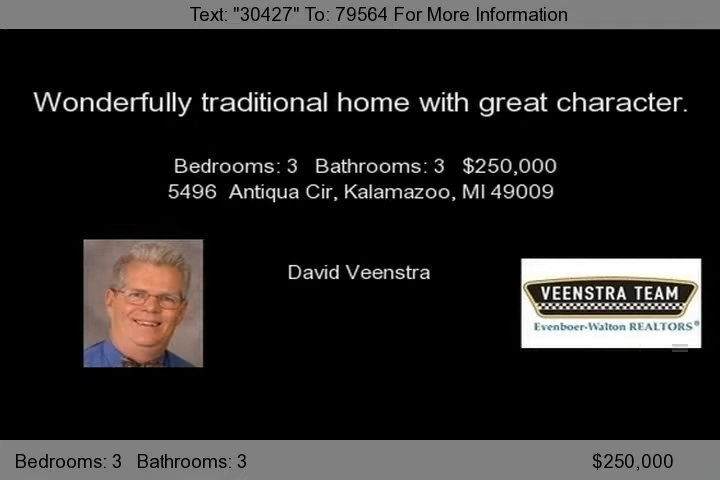 Text: "30427" To: 79564 For More Information
Wonderfully traditional home with great character.
Bedrooms: 3 Bathrooms: 3 $250,000
5496 Antiqua Cir, Kalamazoo, MI 49009
David Veenstra
VEENSTRA TEAM
Evenboer-Walton REALTORS®
Bedrooms: 3 Bathrooms: 3 $250,000